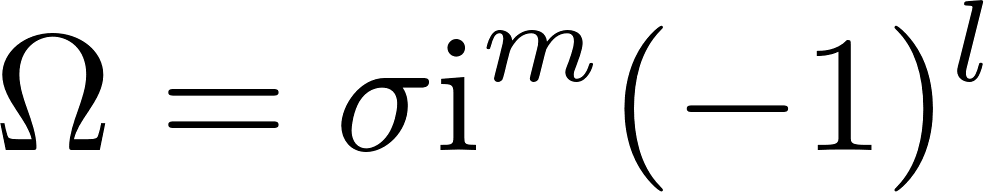 Ω = σi^m(−1)^l